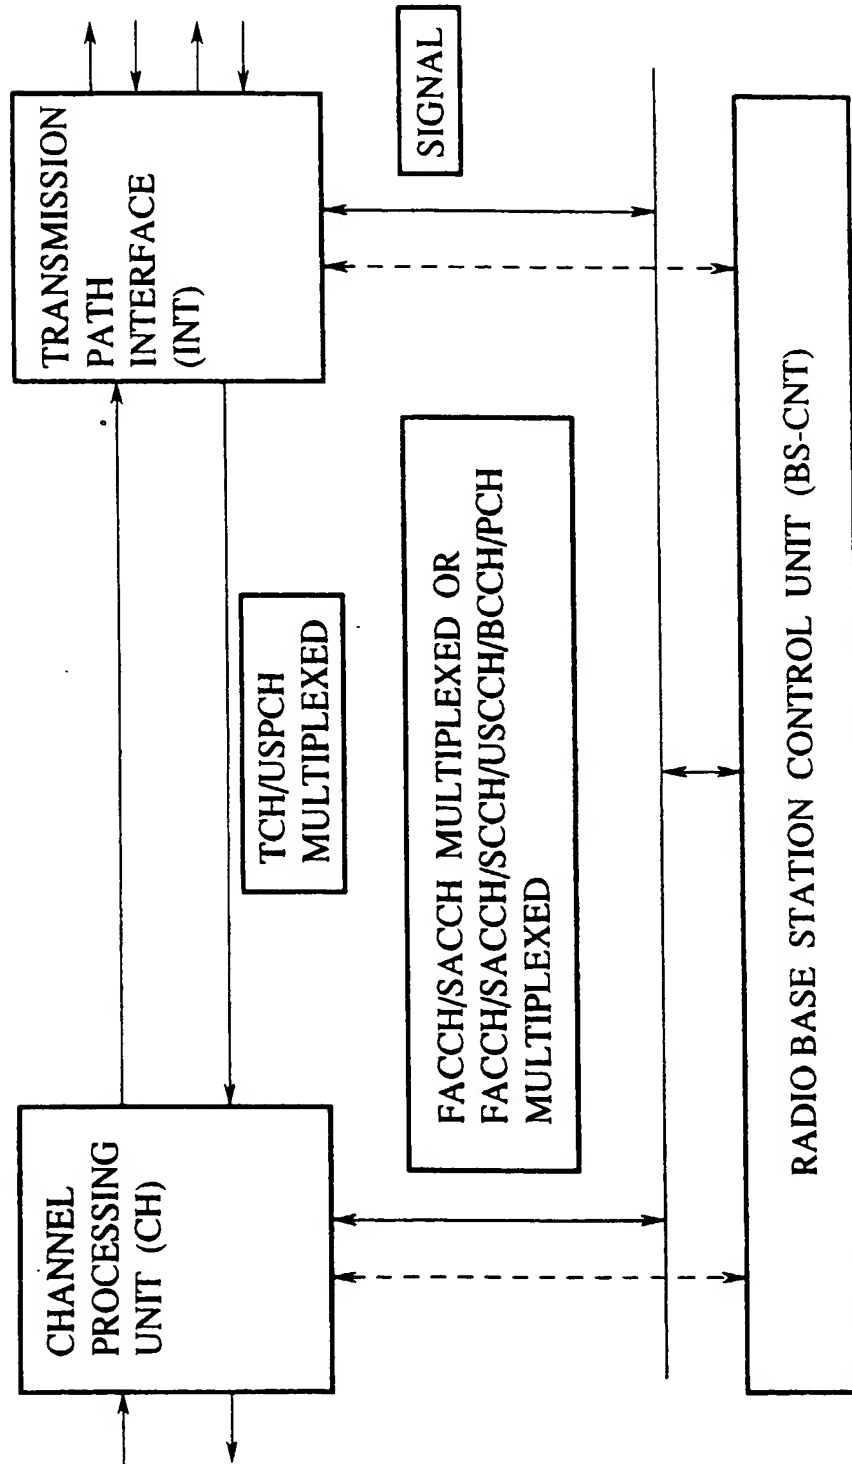 CHANNEL
PROCESSING
UNIT (CH)
TRANSMISSION
PATH
INTERFACE
(INT)
TCH/USPCH
MULTIPLEXED
SIGNAL
FACCH/SACCH MULTIPLEXED OR
FACCH/SACCH/SCCH/USCCH/BCCH/PCH
MULTIPLEXED
RADIO BASE STATION CONTROL UNIT (BS-CNT)